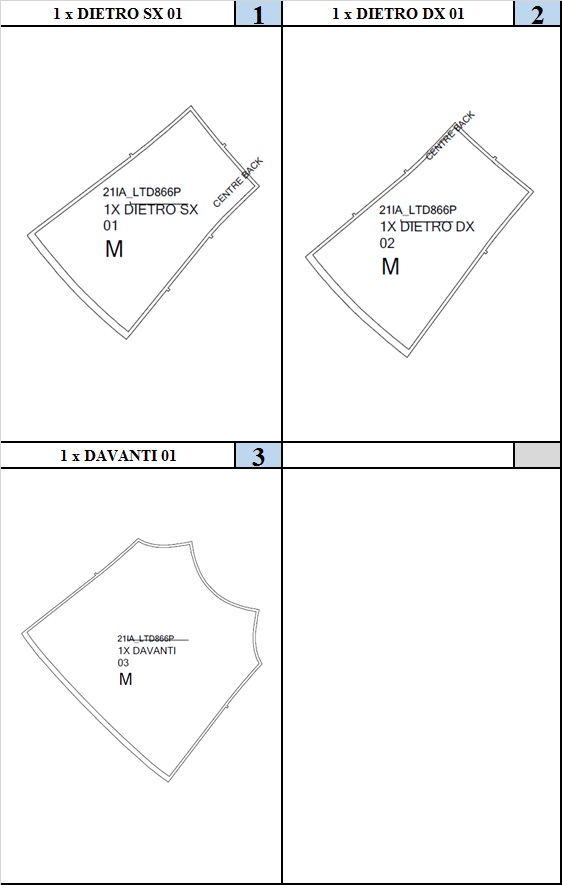 1 x DIETRO SX 01
1
1 x DIETRO DX 01
2
CENTRE BACK
21IA_LTD866P
1X DIETRO SX
01
M
CENTRE BACK
21IA_LTD866P
1X DIETRO DX
02
M
1 x DAVANTI 01
3
21IA_LTD866P
1X DAVANTI
03
M